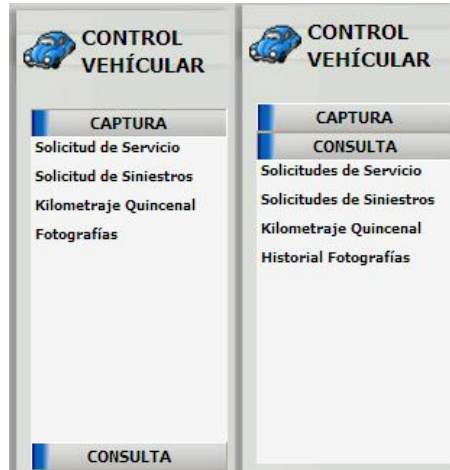 CONTROL
VEHÍCULAR
CAPTURA
Solicitud de Servicio
Solicitud de Siniestros
Kilometraje Quincenal
Fotografías
CONSULTA
CONTROL
VEHÍCULAR
CAPTURA
CONSULTA
Solicitudes de Servicio
Solicitudes de Siniestros
Kilometraje Quincenal
Historial Fotografías